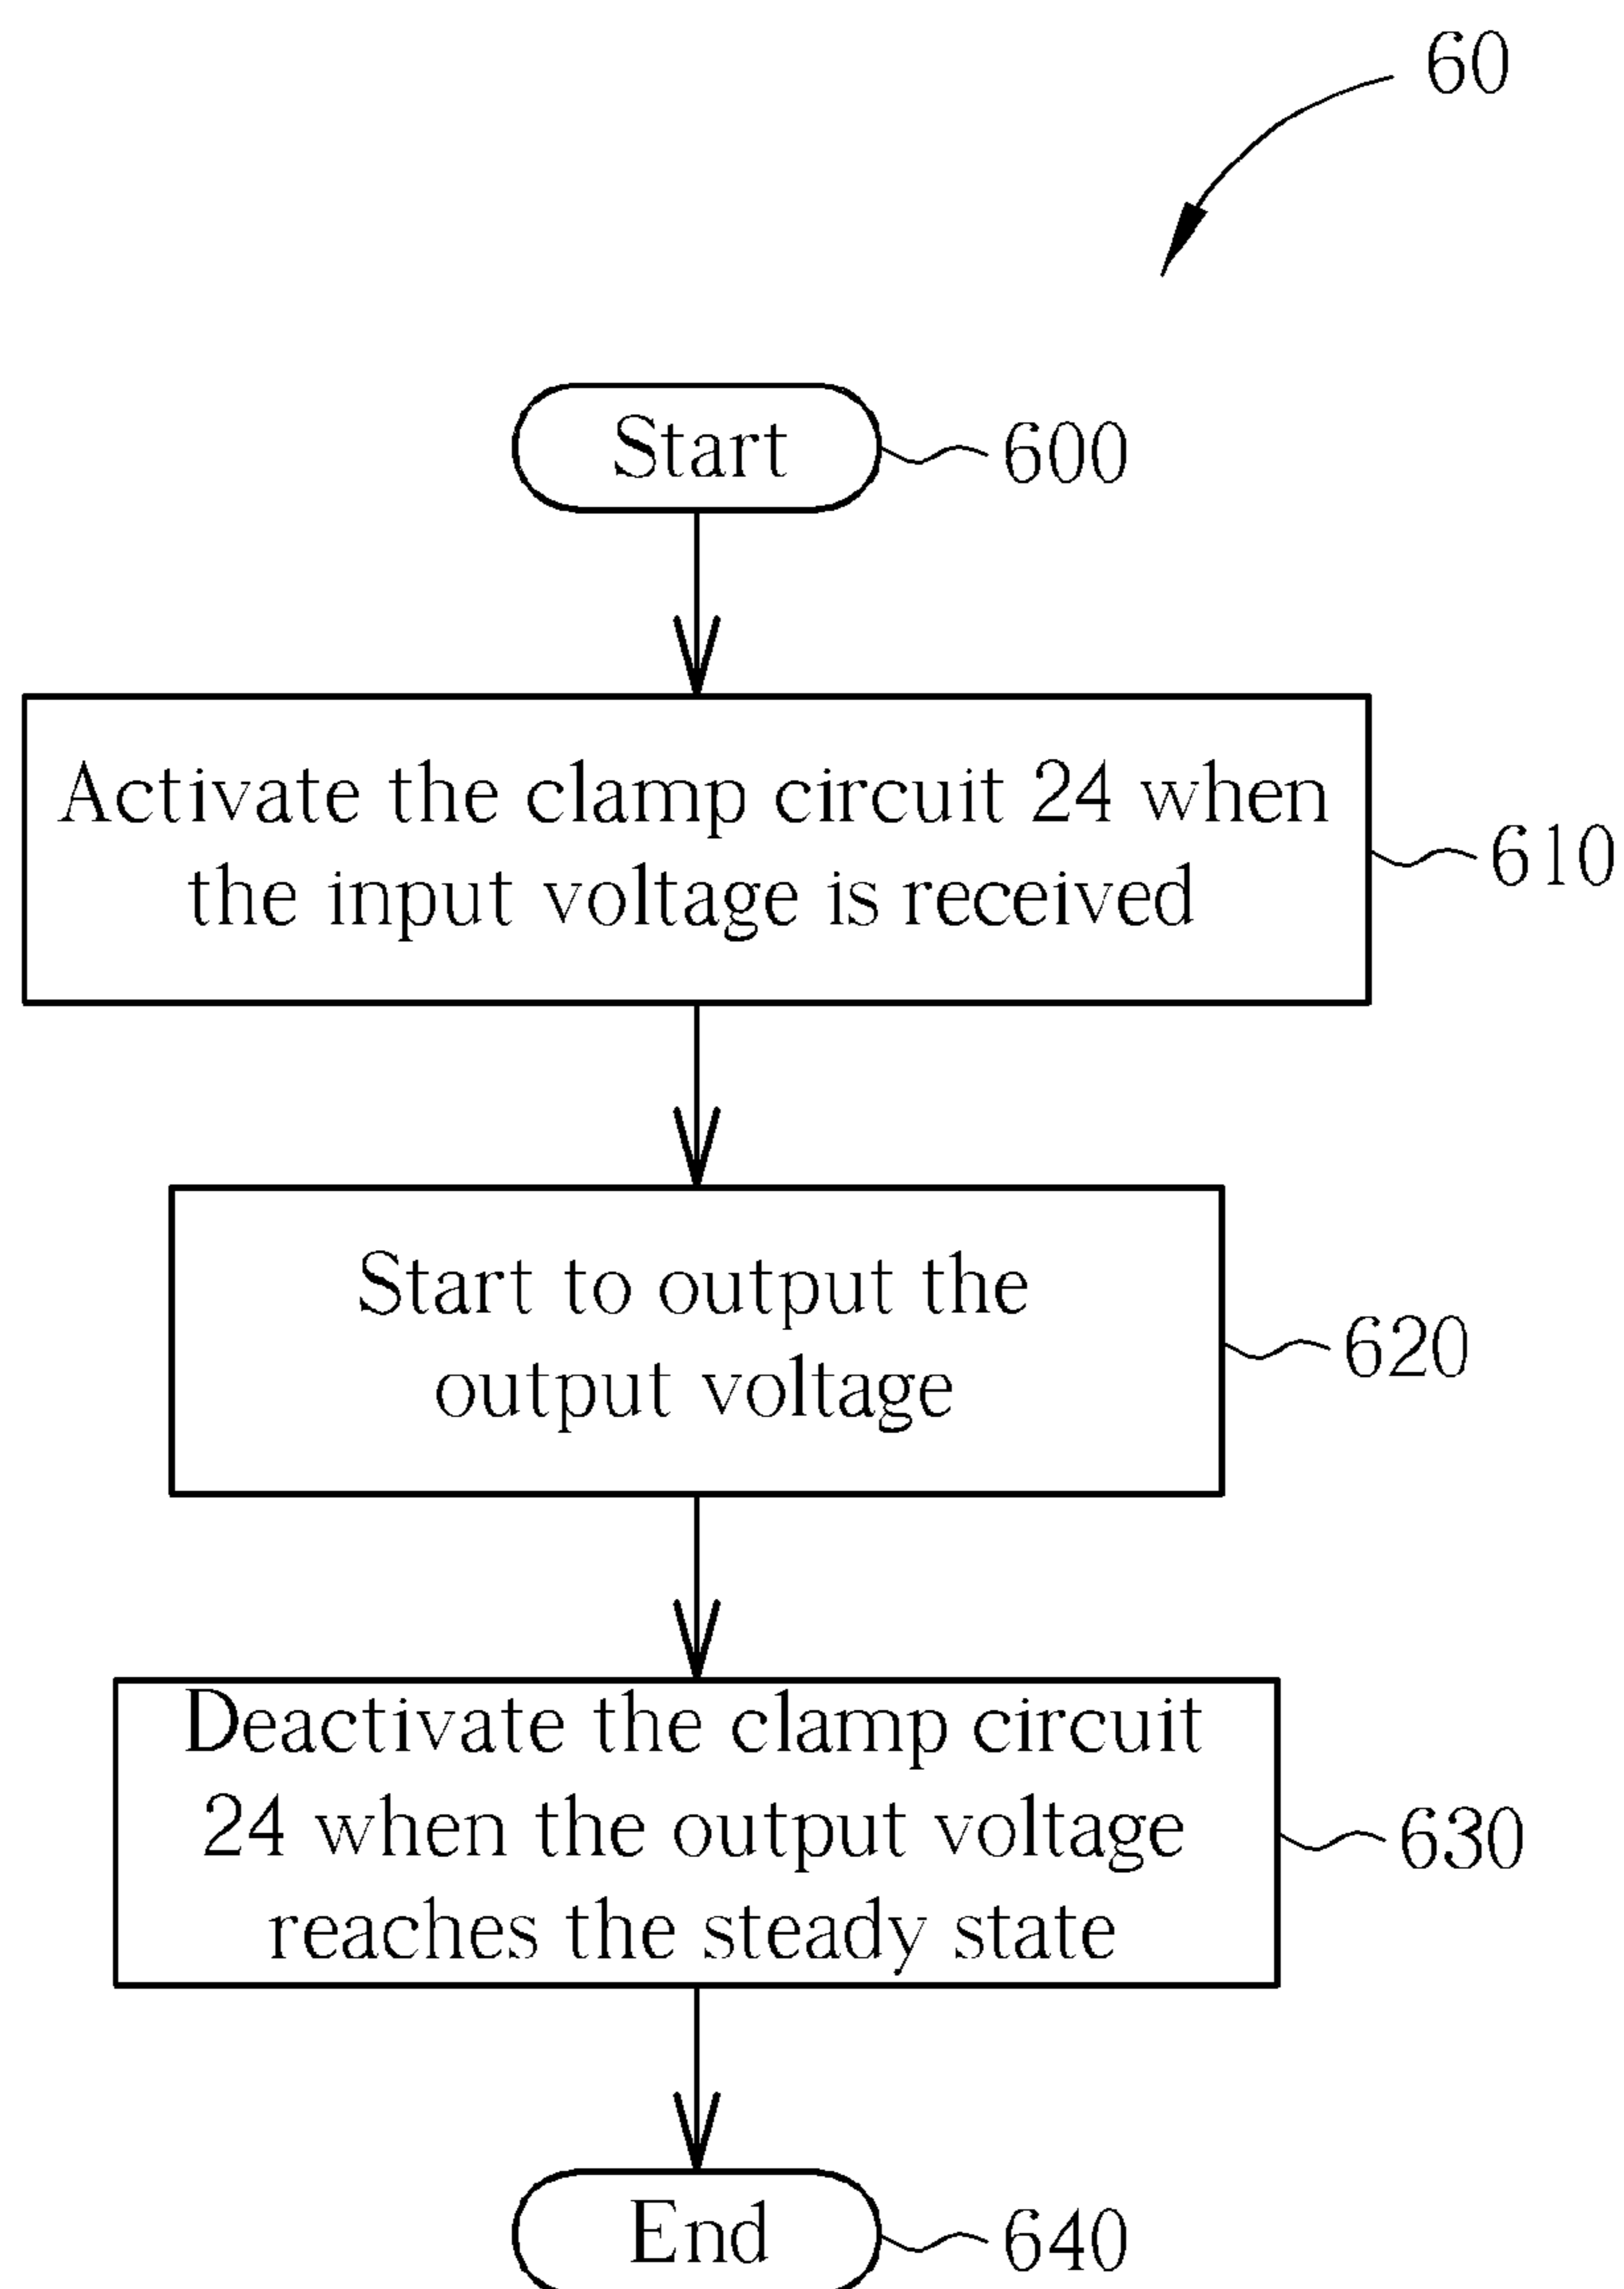 60
Start
600
Activate the clamp circuit 24 when
the input voltage is received
610
Start to output the
output voltage
620
Deactivate the clamp circuit
24 when the output voltage
reaches the steady state
630
End
640